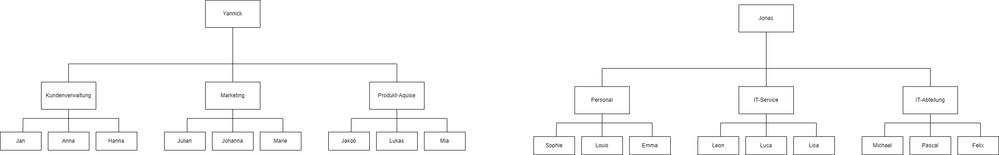 Yannick
Jonas
Kundenverwaltung
Marketing
Produkt-Aquise
Personal
IT-Service
IT-Abteilung
Jan
Anna
Hanna
Julian
Johanna
Marie
Jakob
Lukas
Mia
Sophie
Louis
Emma
Leon
Luca
Lisa
Michael
Pascal
Felix